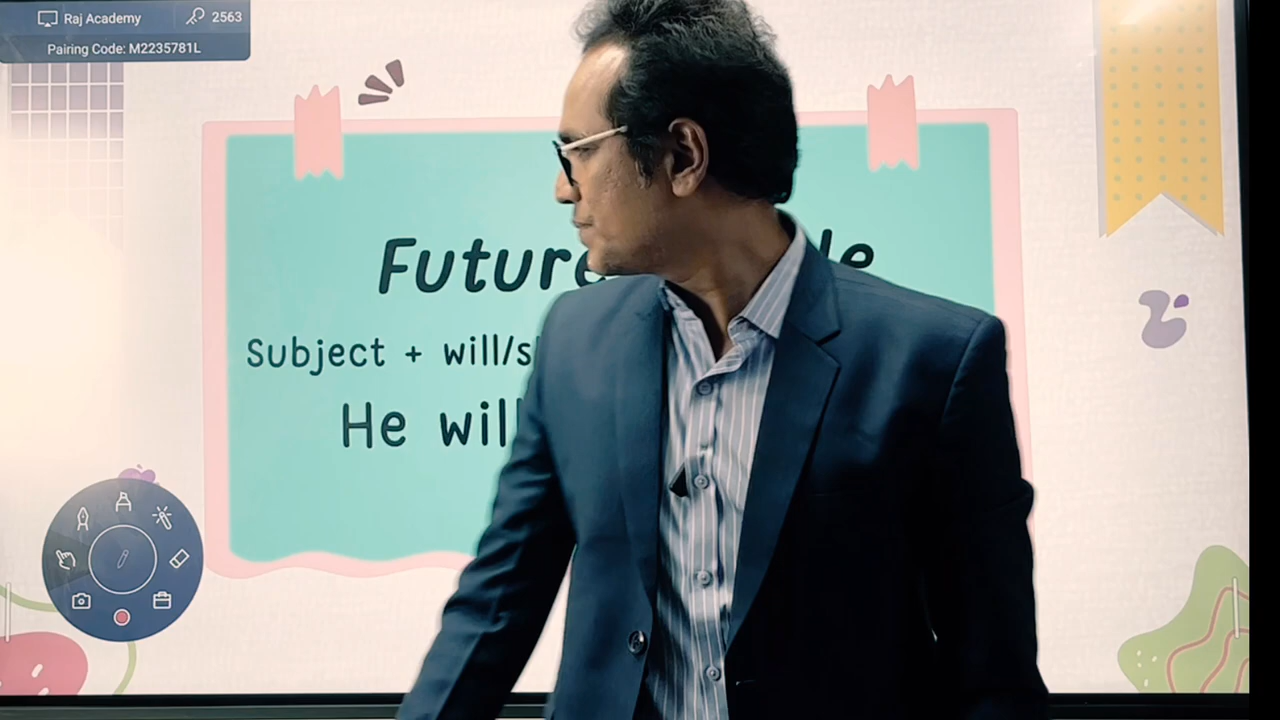 Raj Academy 2563
Pairing Code: M2235781L
Future
Subject + will/s
He will